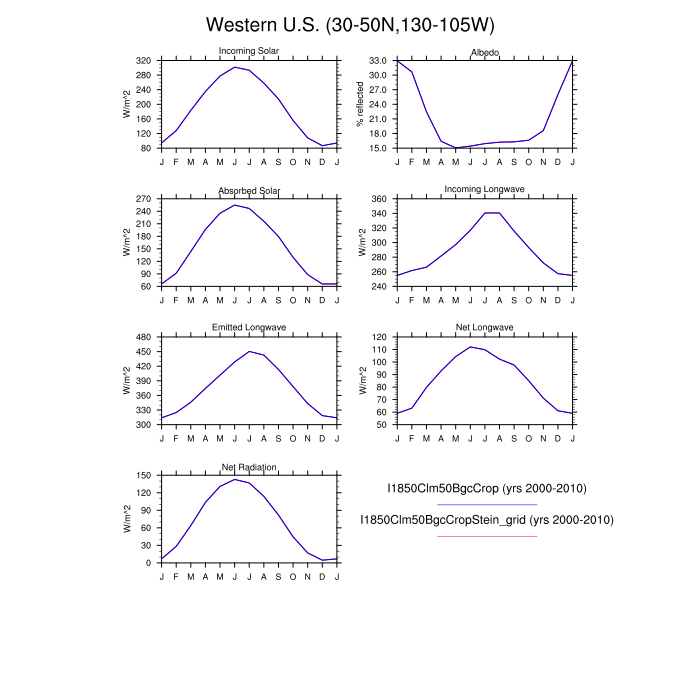 Western U.S. (30-50N,130-105W)
Incoming Solar
W/m^2
320
280
240
200
160
120
80
J F M A M J J A S O N D J
Albedo
% reflected
33.0
30.0
27.0
24.0
21.0
18.0
15.0
J F M A M J J A S O N D J
Absorbed Solar
W/m^2
270
240
210
180
150
120
90
60
J F M A M J J A S O N D J
Incoming Longwave
W/m^2
360
340
320
300
280
260
240
J F M A M J J A S O N D J
Emitted Longwave
W/m^2
480
450
420
390
360
330
300
J F M A M J J A S O N D J
Net Longwave
W/m^2
120
110
100
90
80
70
60
50
J F M A M J J A S O N D J
Net Radiation
W/m^2
150
120
90
60
30
0
J F M A M J J A S O N D J
I1850Clm50BgcCrop (yrs 2000-2010)
I1850Clm50BgcCropStein_grid (yrs 2000-2010)